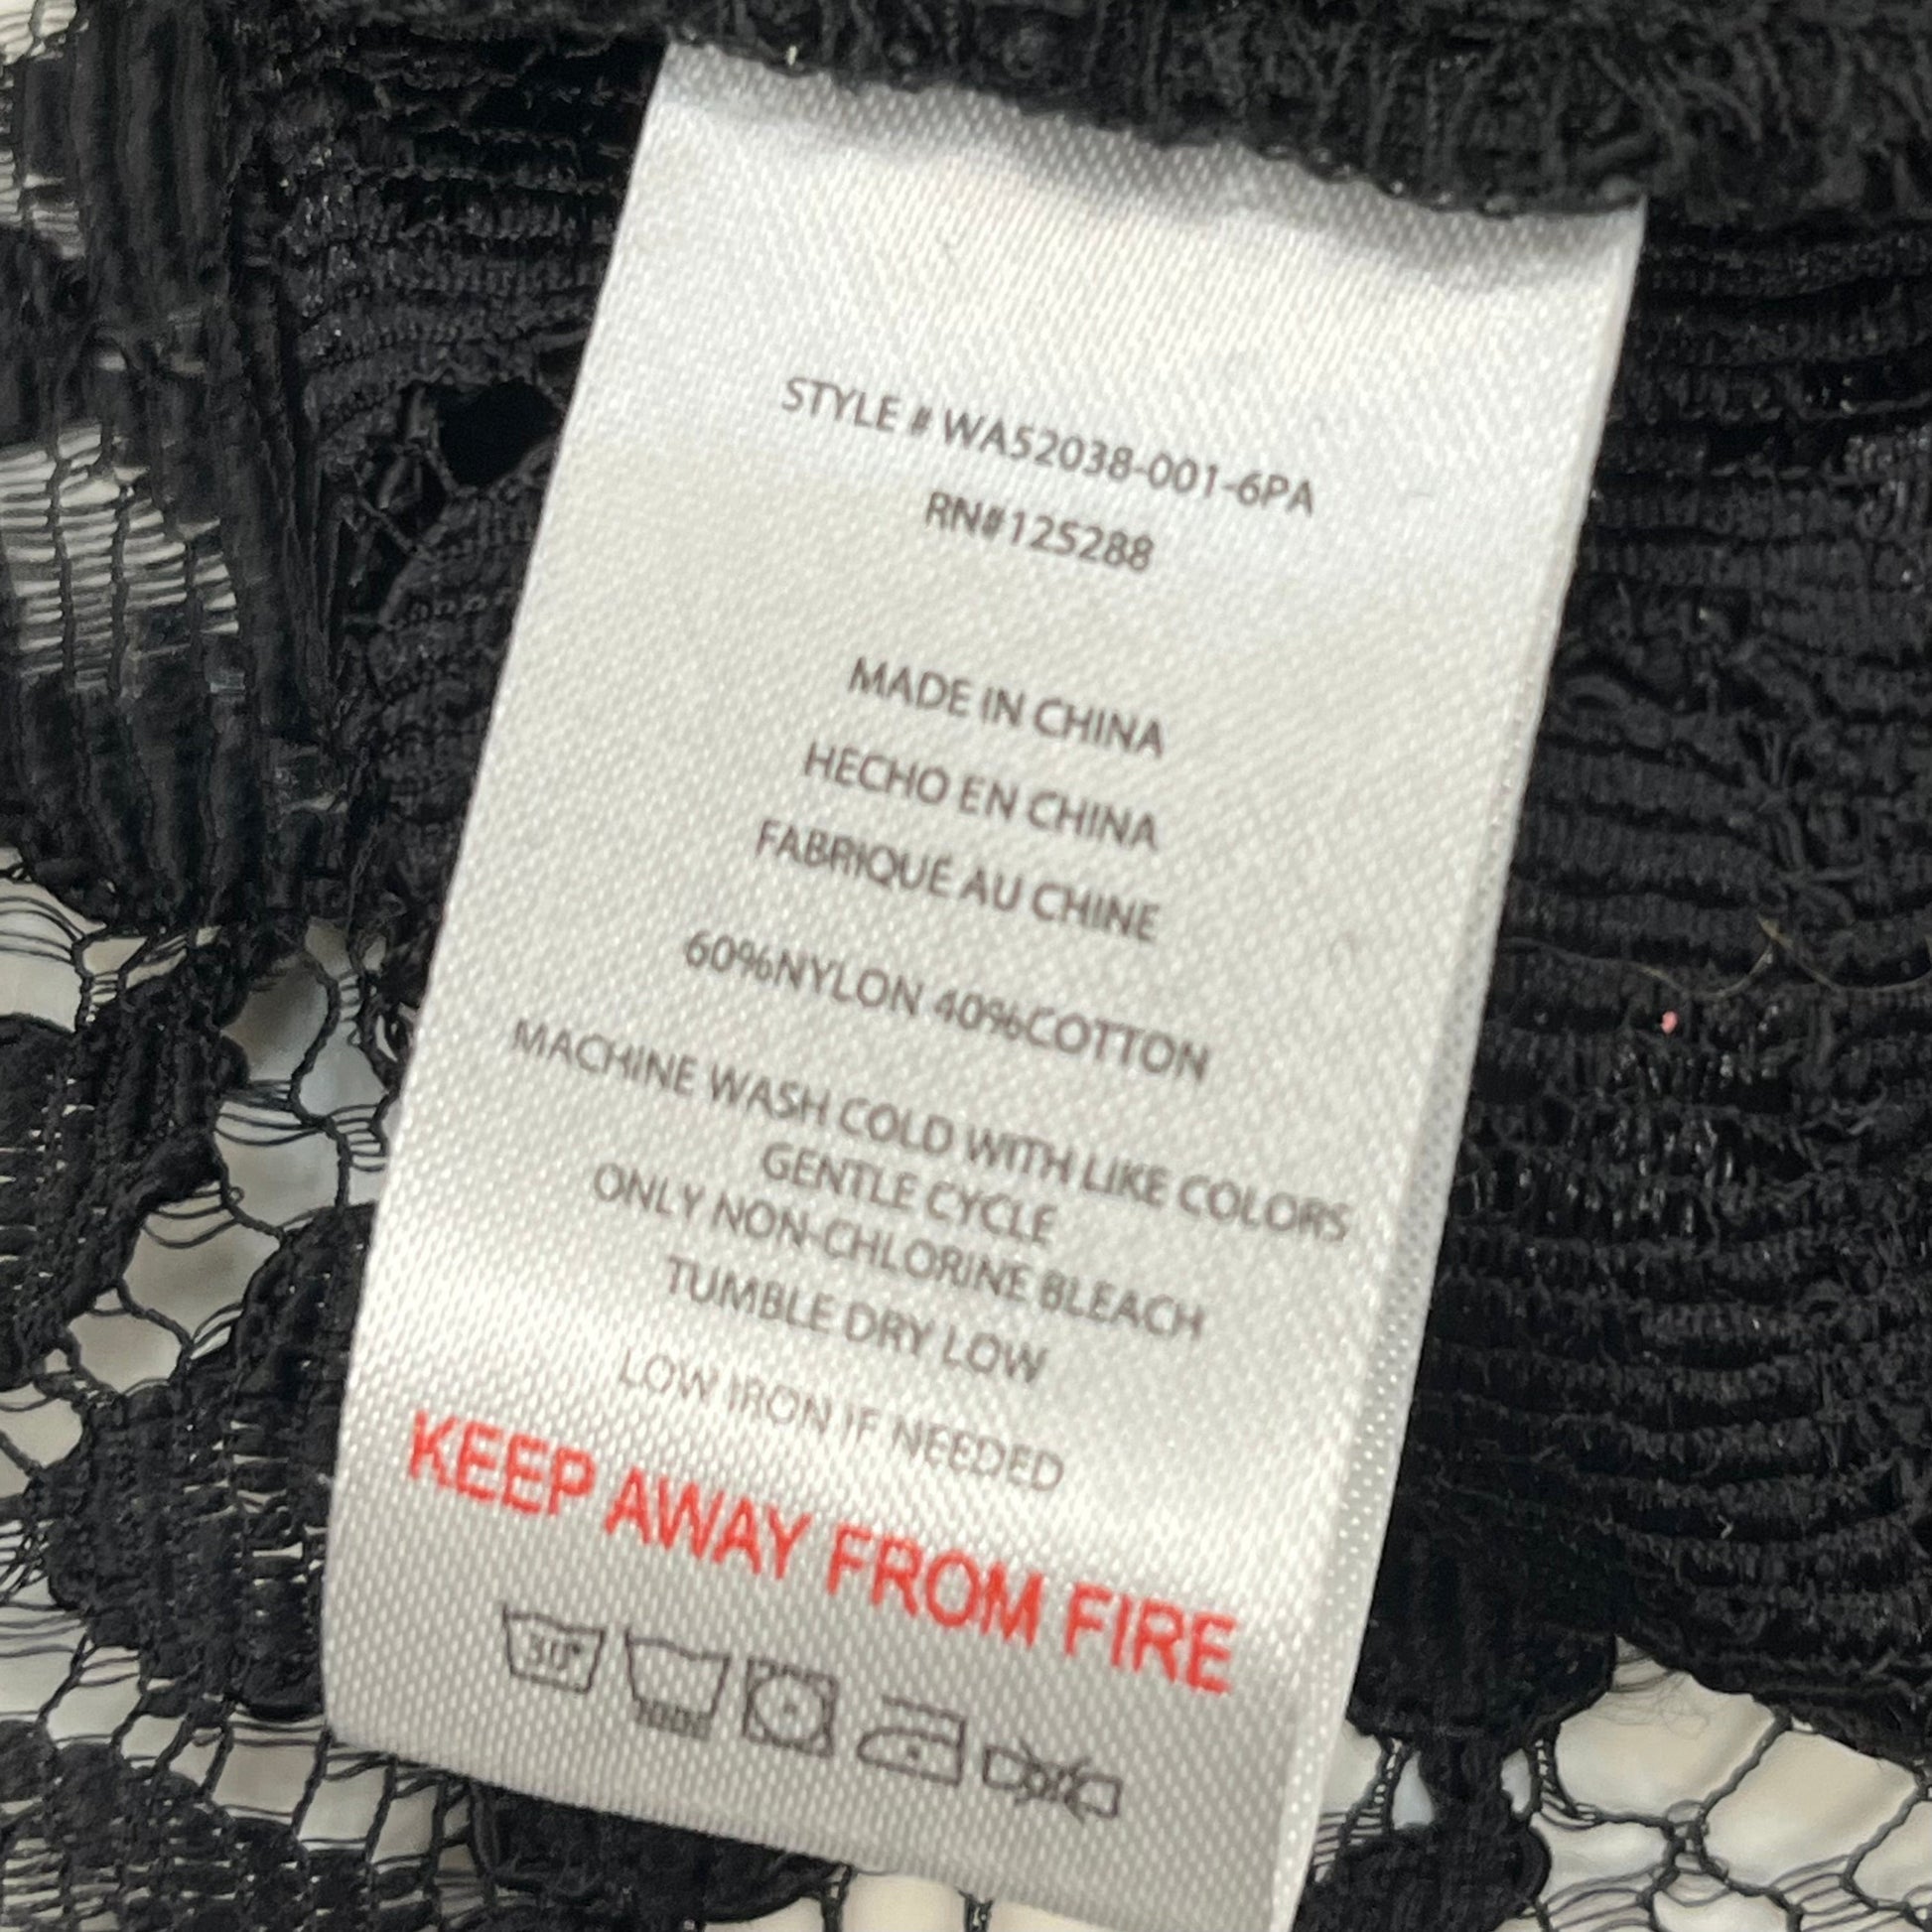 STYLE # WA52038-001-6PA
RN#125288
MADE IN CHINA
HECHO EN CHINA
FABRIQUÉ AU CHINE
60%NYLON 40%COTTON
MACHINE WASH COLD WITH LIKE COLORS
GENTLE CYCLE
ONLY NON-CHLORINE BLEACH
TUMBLE DRY LOW
LOW IRON IF NEEDED
KEEP AWAY FROM FIRE
30°